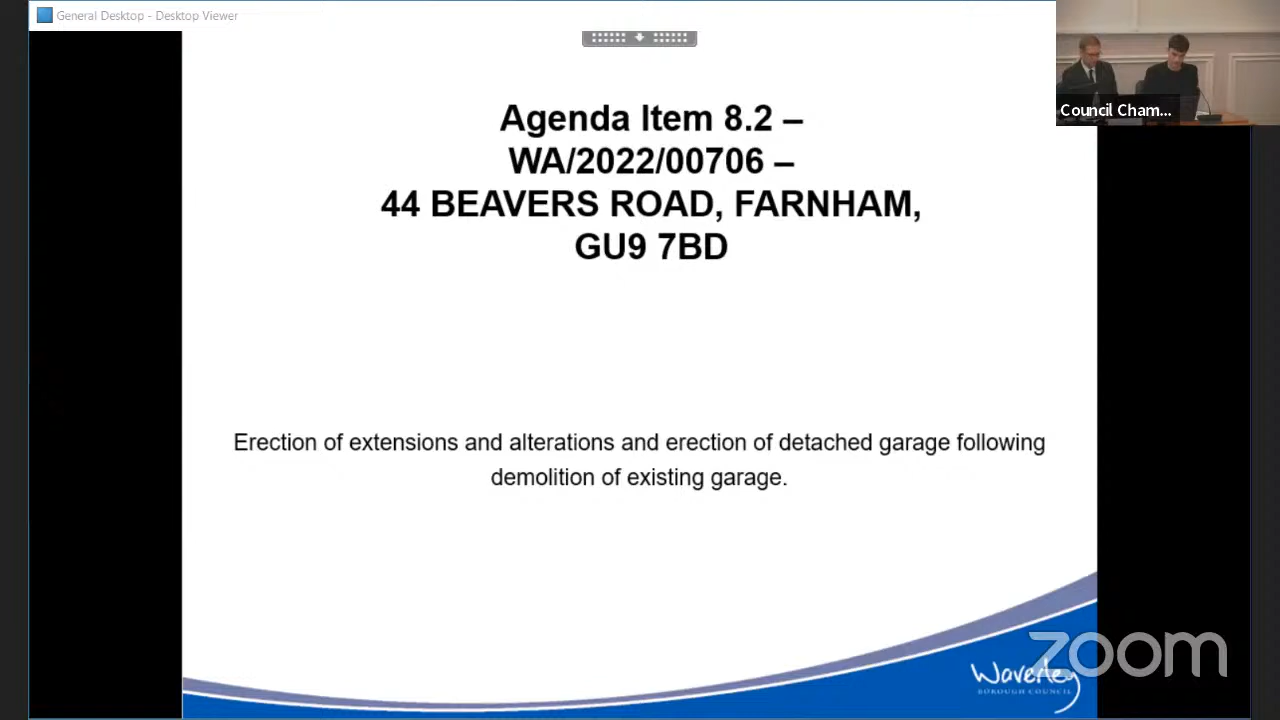 General Desktop - Desktop Viewer
Council Cham...
Agenda Item 8.2 –
WA/2022/00706 –
44 BEAVERS ROAD, FARNHAM,
GU9 7BD
Erection of extensions and alterations and erection of detached garage following
demolition of existing garage.
zoom
Waverley
BOROUGH COUNCIL